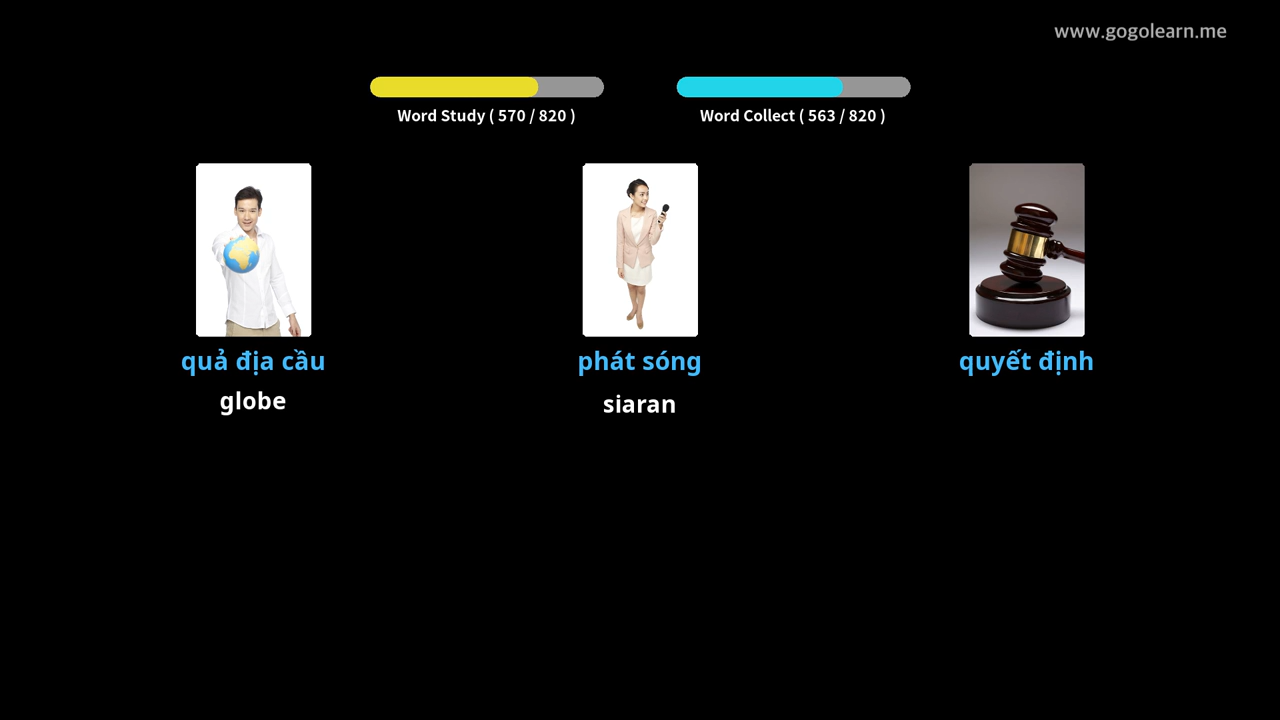 www.gogolearn.me
Word Study ( 570 / 820 )
Word Collect ( 563 / 820 )
quả địa cầu
phát sóng
quyết định
globe
siaran